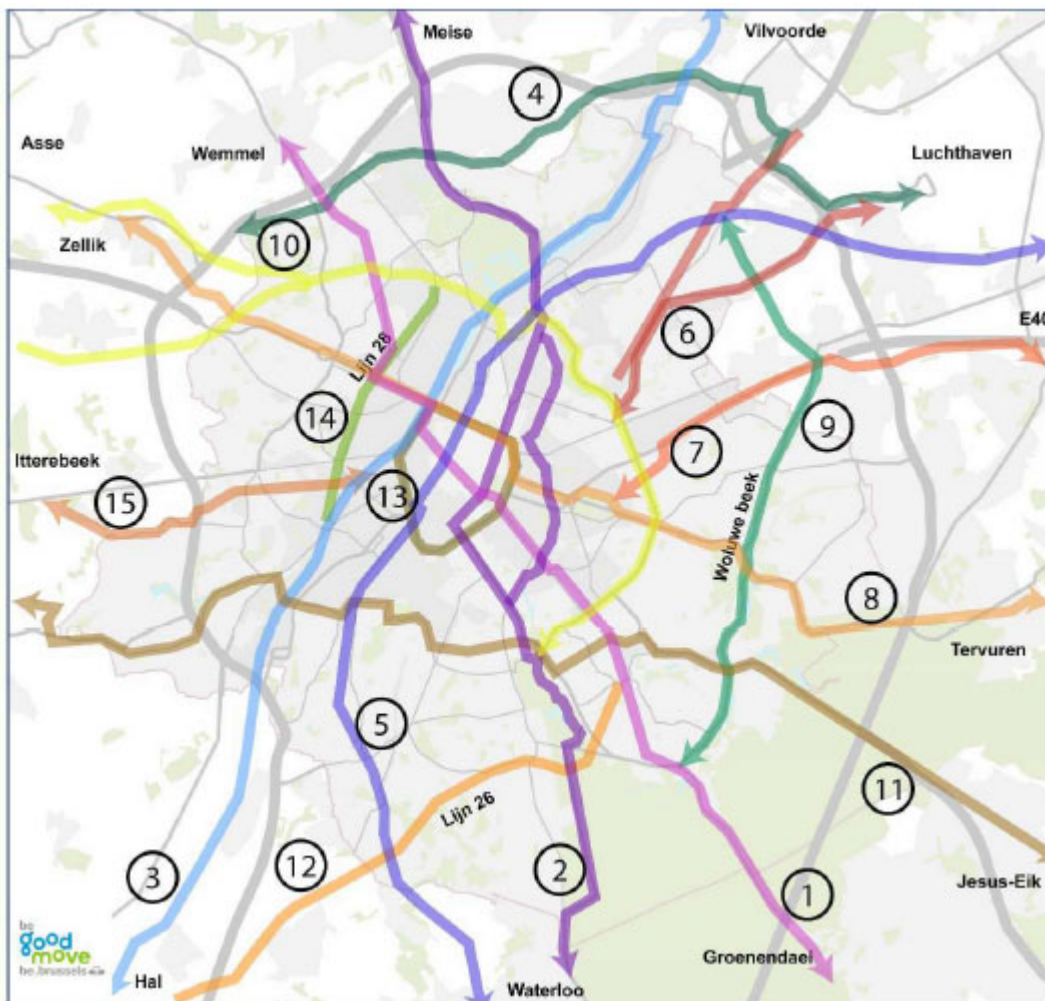 Meise
Vilvoorde
4
Asse
Wemmel
Luchthaven
10
Zellik
6
E40
Lijn 28
14
9
7
Itterebeek
15
13
Woluwe beek
8
Tervuren
5
11
Lijn 26
12
3
2
1
Jesus-Eik
be
good
move
be.brussels
Hal
Waterloo
Groenendael